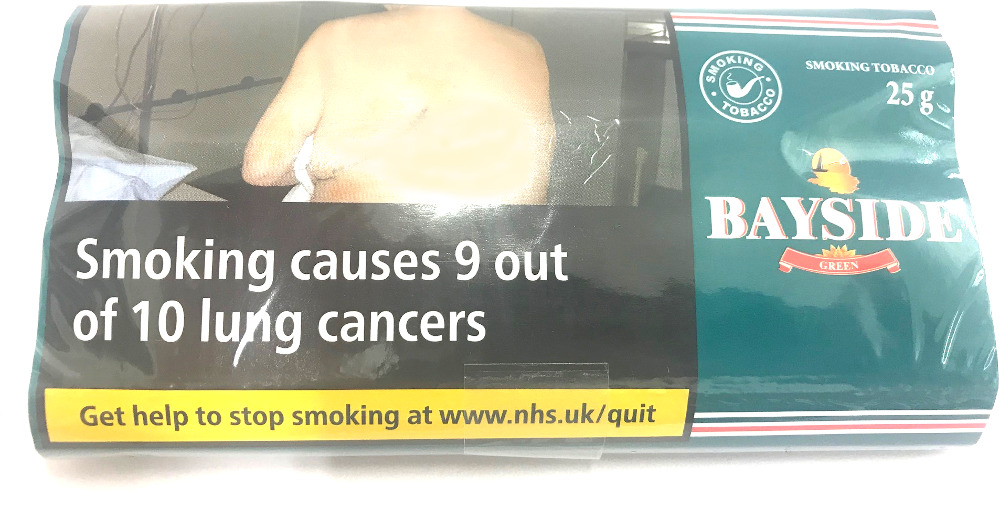 Smoking causes 9 out
of 10 lung cancers
Get help to stop smoking at www.nhs.uk/quit
SMOKING
TOBACCO
SMOKING TOBACCO
25 g
BAYSIDE
GREEN